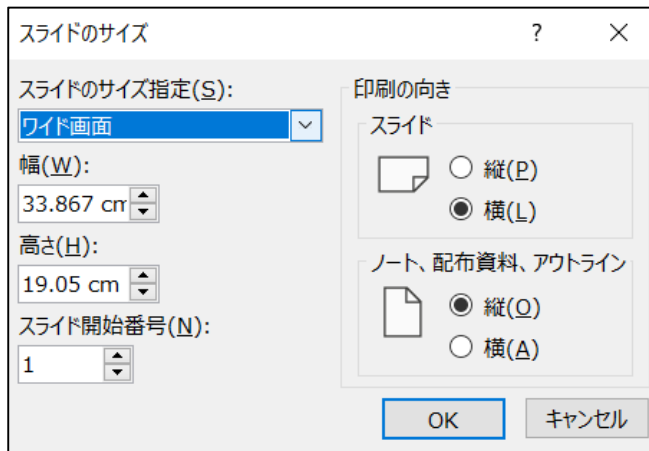 スライドのサイズ
?
スライドのサイズ指定(S):
ワイド画面
幅(W):
33.867 cm
高さ(H):
19.05 cm
スライド開始番号(N):
1
印刷の向き
スライド
縦(P)
横(L)
ノート、配布資料、アウトライン
縦(O)
横(A)
OK
キャンセル